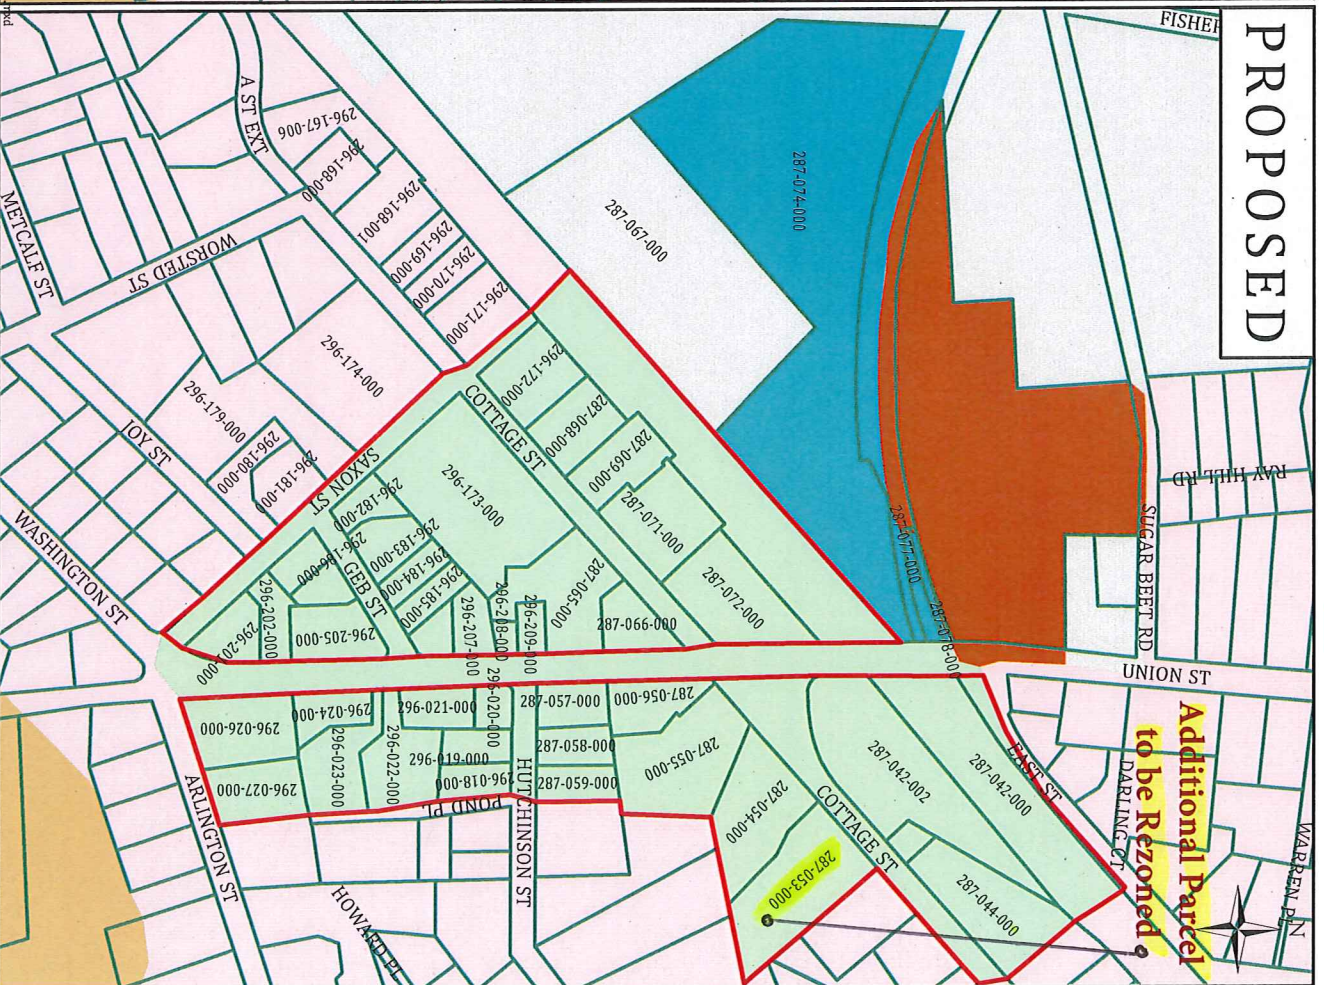 PROPOSED
FISHER
A ST EXT
296-167-006
296-168-000
296-168-001
296-169-000
296-170-000
296-171-000
METCALF ST
WORSTED ST
287-067-000
287-074-000
RAY HILL RD
SUGAR BEET RD
287-077-000
287-078-000
UNION ST
296-174-000
296-179-000
296-180-000
296-181-000
JOY ST
WASHINGTON ST
SAXON ST
COTTAGE ST
296-172-000
287-068-000
287-069-000
287-071-000
287-072-000
296-173-000
296-182-000
296-183-000
296-184-000
296-185-000
296-186-000
GEB ST
287-065-000
287-066-000
296-209-000
296-208-000
296-207-000
296-205-000
296-202-000
296-201-000
296-026-000
296-027-000
296-024-000
296-023-000
296-022-000
296-021-000
296-020-000
296-019-000
296-018-000
287-057-000
287-058-000
287-059-000
287-056-000
287-055-000
287-054-000
287-053-000
287-042-002
287-042-000
287-044-000
COTTAGE ST
EAST ST
DARLING CT
WARREN PL
HUTCHINSON ST
POND PL
ARLINGTON ST
HOWARD PL
Additional Parcel
to be Rezoned
N
mxd